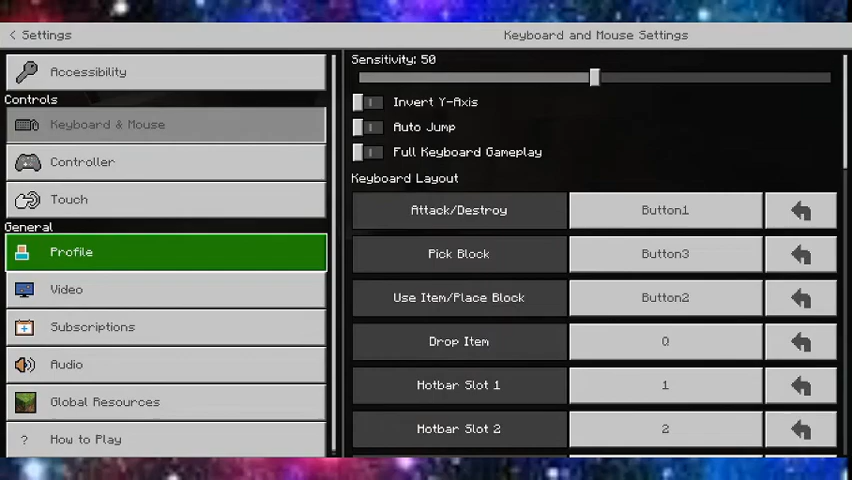 Settings
Keyboard and Mouse Settings
Accessibility
Controls
Keyboard & Mouse
Controller
Touch
General
Profile
Video
Subscriptions
Audio
Global Resources
? How to Play
Sensitivity: 50
Invert Y-Axis
Auto Jump
Full Keyboard Gameplay
Keyboard Layout
Attack/Destroy Button1
Pick Block Button3
Use Item/Place Block Button2
Drop Item Q
Hotbar Slot 1 1
Hotbar Slot 2 2